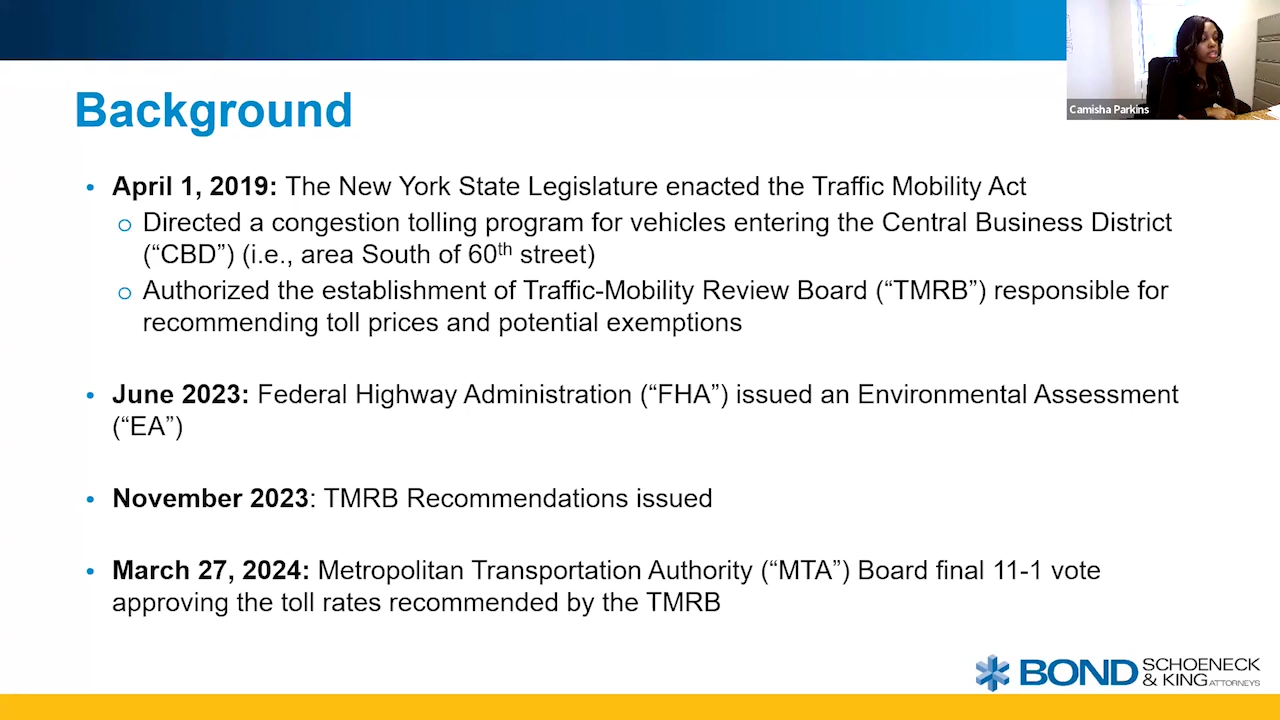 Camisha Parkins
Background
• April 1, 2019: The New York State Legislature enacted the Traffic Mobility Act
o Directed a congestion tolling program for vehicles entering the Central Business District
(“CBD”) (i.e., area South of 60th street)
o Authorized the establishment of Traffic-Mobility Review Board (“TMRB”) responsible for
recommending toll prices and potential exemptions
• June 2023: Federal Highway Administration (“FHA”) issued an Environmental Assessment
(“EA”)
• November 2023: TMRB Recommendations issued
• March 27, 2024: Metropolitan Transportation Authority (“MTA”) Board final 11-1 vote
approving the toll rates recommended by the TMRB
BOND SCHOENECK
& KING ATTORNEYS